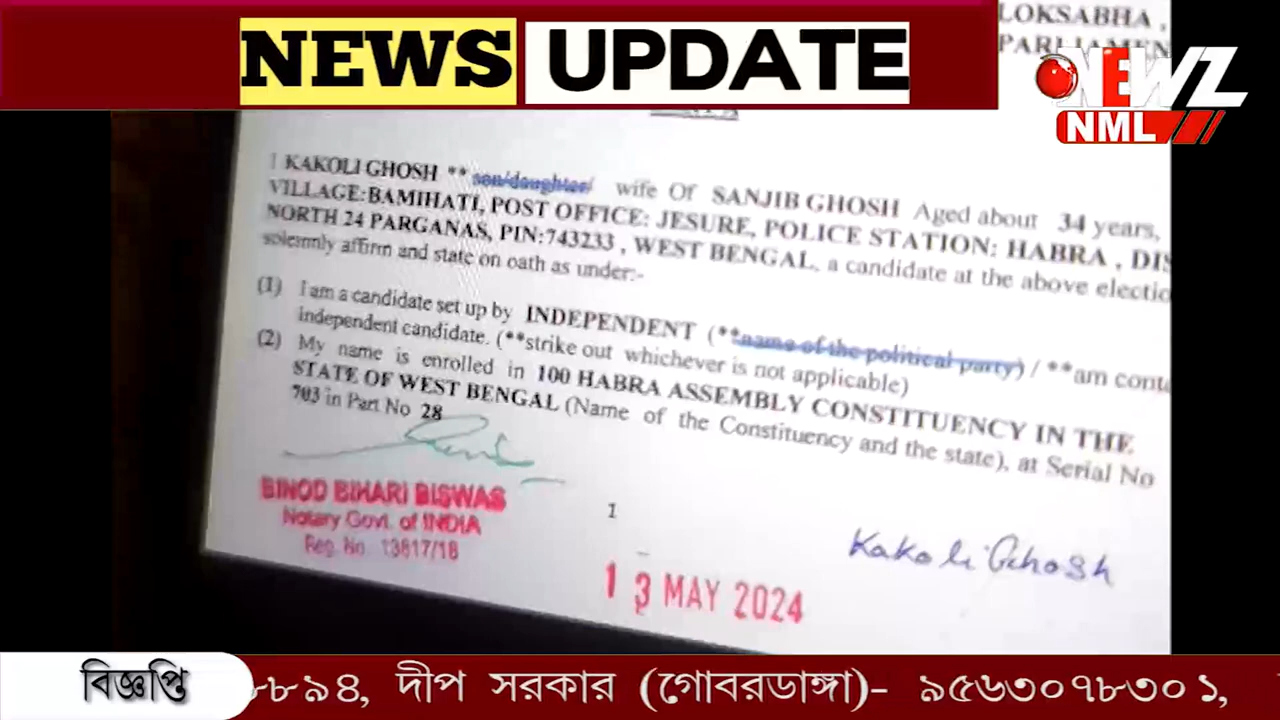 NEWS UPDATE
LOKSABHA,
PARLIAMEN
NEWZ
NML
I KAKOLI GHOSH ** son/daughter/ wife Of SANJIB GHOSH Aged about 34 years,
VILLAGE:BAMIHATI, POST OFFICE: JESURE, POLICE STATION: HABRA , DIS
NORTH 24 PARGANAS, PIN:743233 , WEST BENGAL, a candidate at the above electio
solemnly affirm and state on oath as under:-
(1) I am a candidate set up by INDEPENDENT (**name of the political party) / **am conte
independent candidate. (**strike out whichever is not applicable)
(2) My name is enrolled in 100 HABRA ASSEMBLY CONSTITUENCY IN THE
STATE OF WEST BENGAL (Name of the Constituency and the state), at Serial No
703 in Part No 28
BINOD BIHARI BISWAS
Notary Govt. of INDIA
Reg. No. 13817/18
1
Kakoli Ghosh
13 MAY 2024
বিজ্ঞপ্তি ৮৮৯৪, দীপ সরকার (গোবরডাঙ্গা)- ৯৫৬৩০৭৮৩০১,